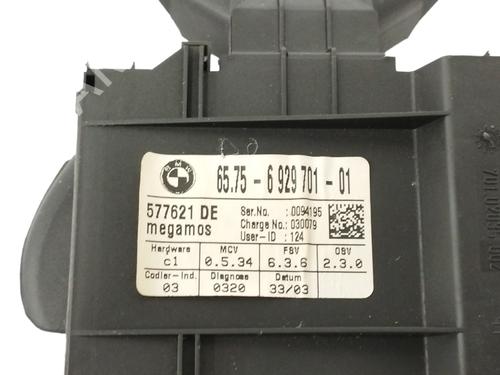 BMW
65.75 - 6 929 701 - 01
577621 DE
megamos
Ser.No. : 0094195
Charge No.: 030079
User-ID : 124
Hardware MCV FSV OSV
c1 0.5.34 6.3.6 2.3.0
Codier-Ind. Diagnose Datum
03 0320 33/03